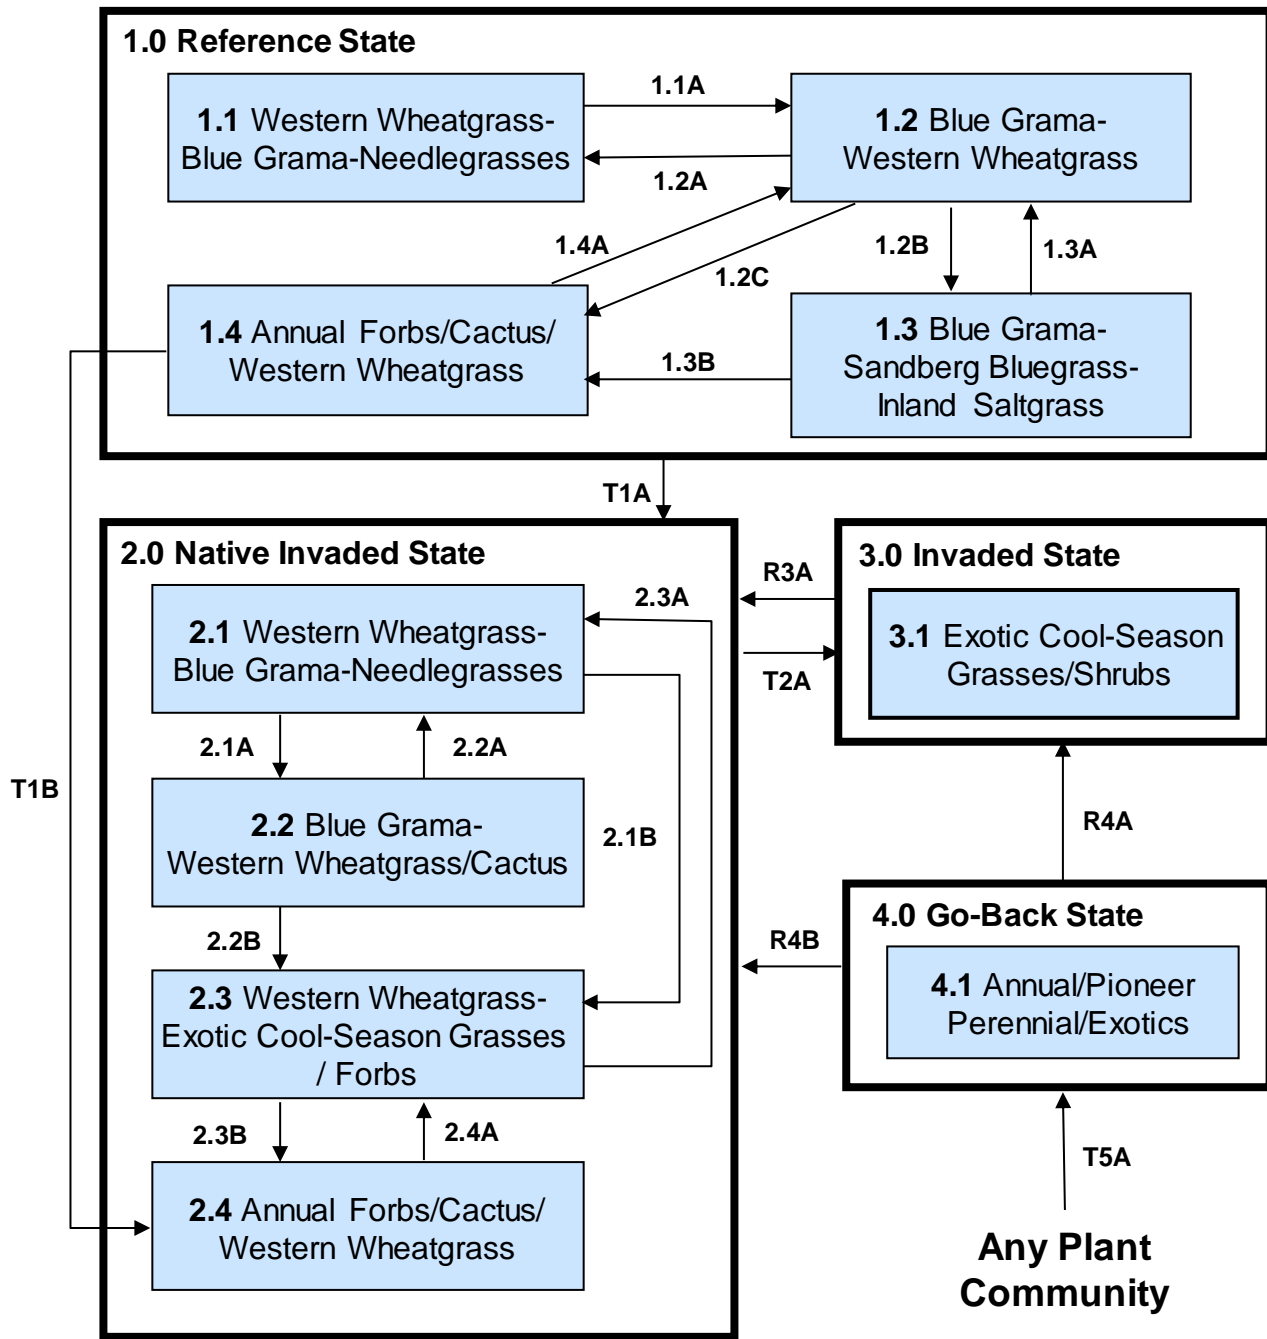 1.0 Reference State
1.1 Western Wheatgrass-
Blue Grama-Needlegrasses
1.1A
1.2 Blue Grama-
Western Wheatgrass
1.2A
1.4A
1.2C
1.2B
1.3A
1.4 Annual Forbs/Cactus/
Western Wheatgrass
1.3B
1.3 Blue Grama-
Sandberg Bluegrass-
Inland Saltgrass
T1A
T1B
2.0 Native Invaded State
2.1 Western Wheatgrass-
Blue Grama-Needlegrasses
2.3A
2.1A
2.2A
2.2 Blue Grama-
Western Wheatgrass/Cactus
2.1B
2.2B
2.3 Western Wheatgrass-
Exotic Cool-Season Grasses
/ Forbs
2.3B
2.4A
2.4 Annual Forbs/Cactus/
Western Wheatgrass
R3A
T2A
3.0 Invaded State
3.1 Exotic Cool-Season
Grasses/Shrubs
R4A
R4B
4.0 Go-Back State
4.1 Annual/Pioneer
Perennial/Exotics
T5A
Any Plant
Community